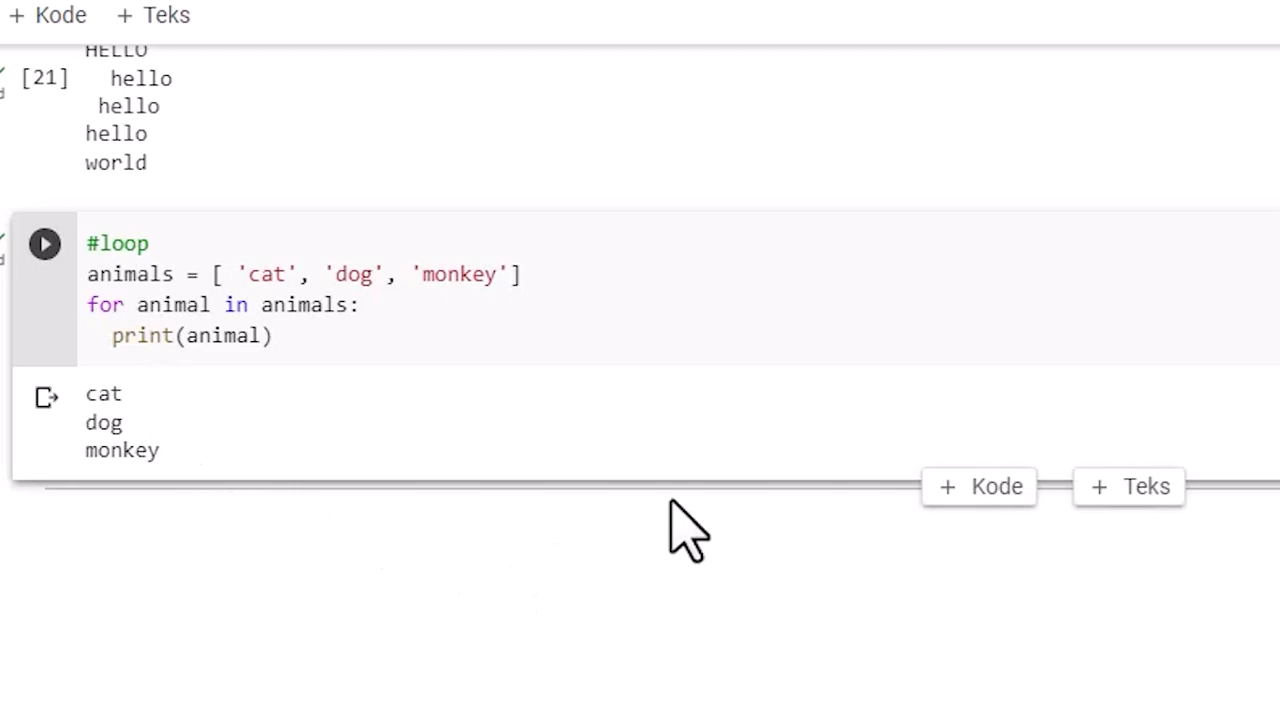 + Kode + Teks
HELLO
[21] hello
hello
hello
world
#loop
animals = [ 'cat', 'dog', 'monkey']
for animal in animals:
print(animal)
cat
dog
monkey
+ Kode + Teks